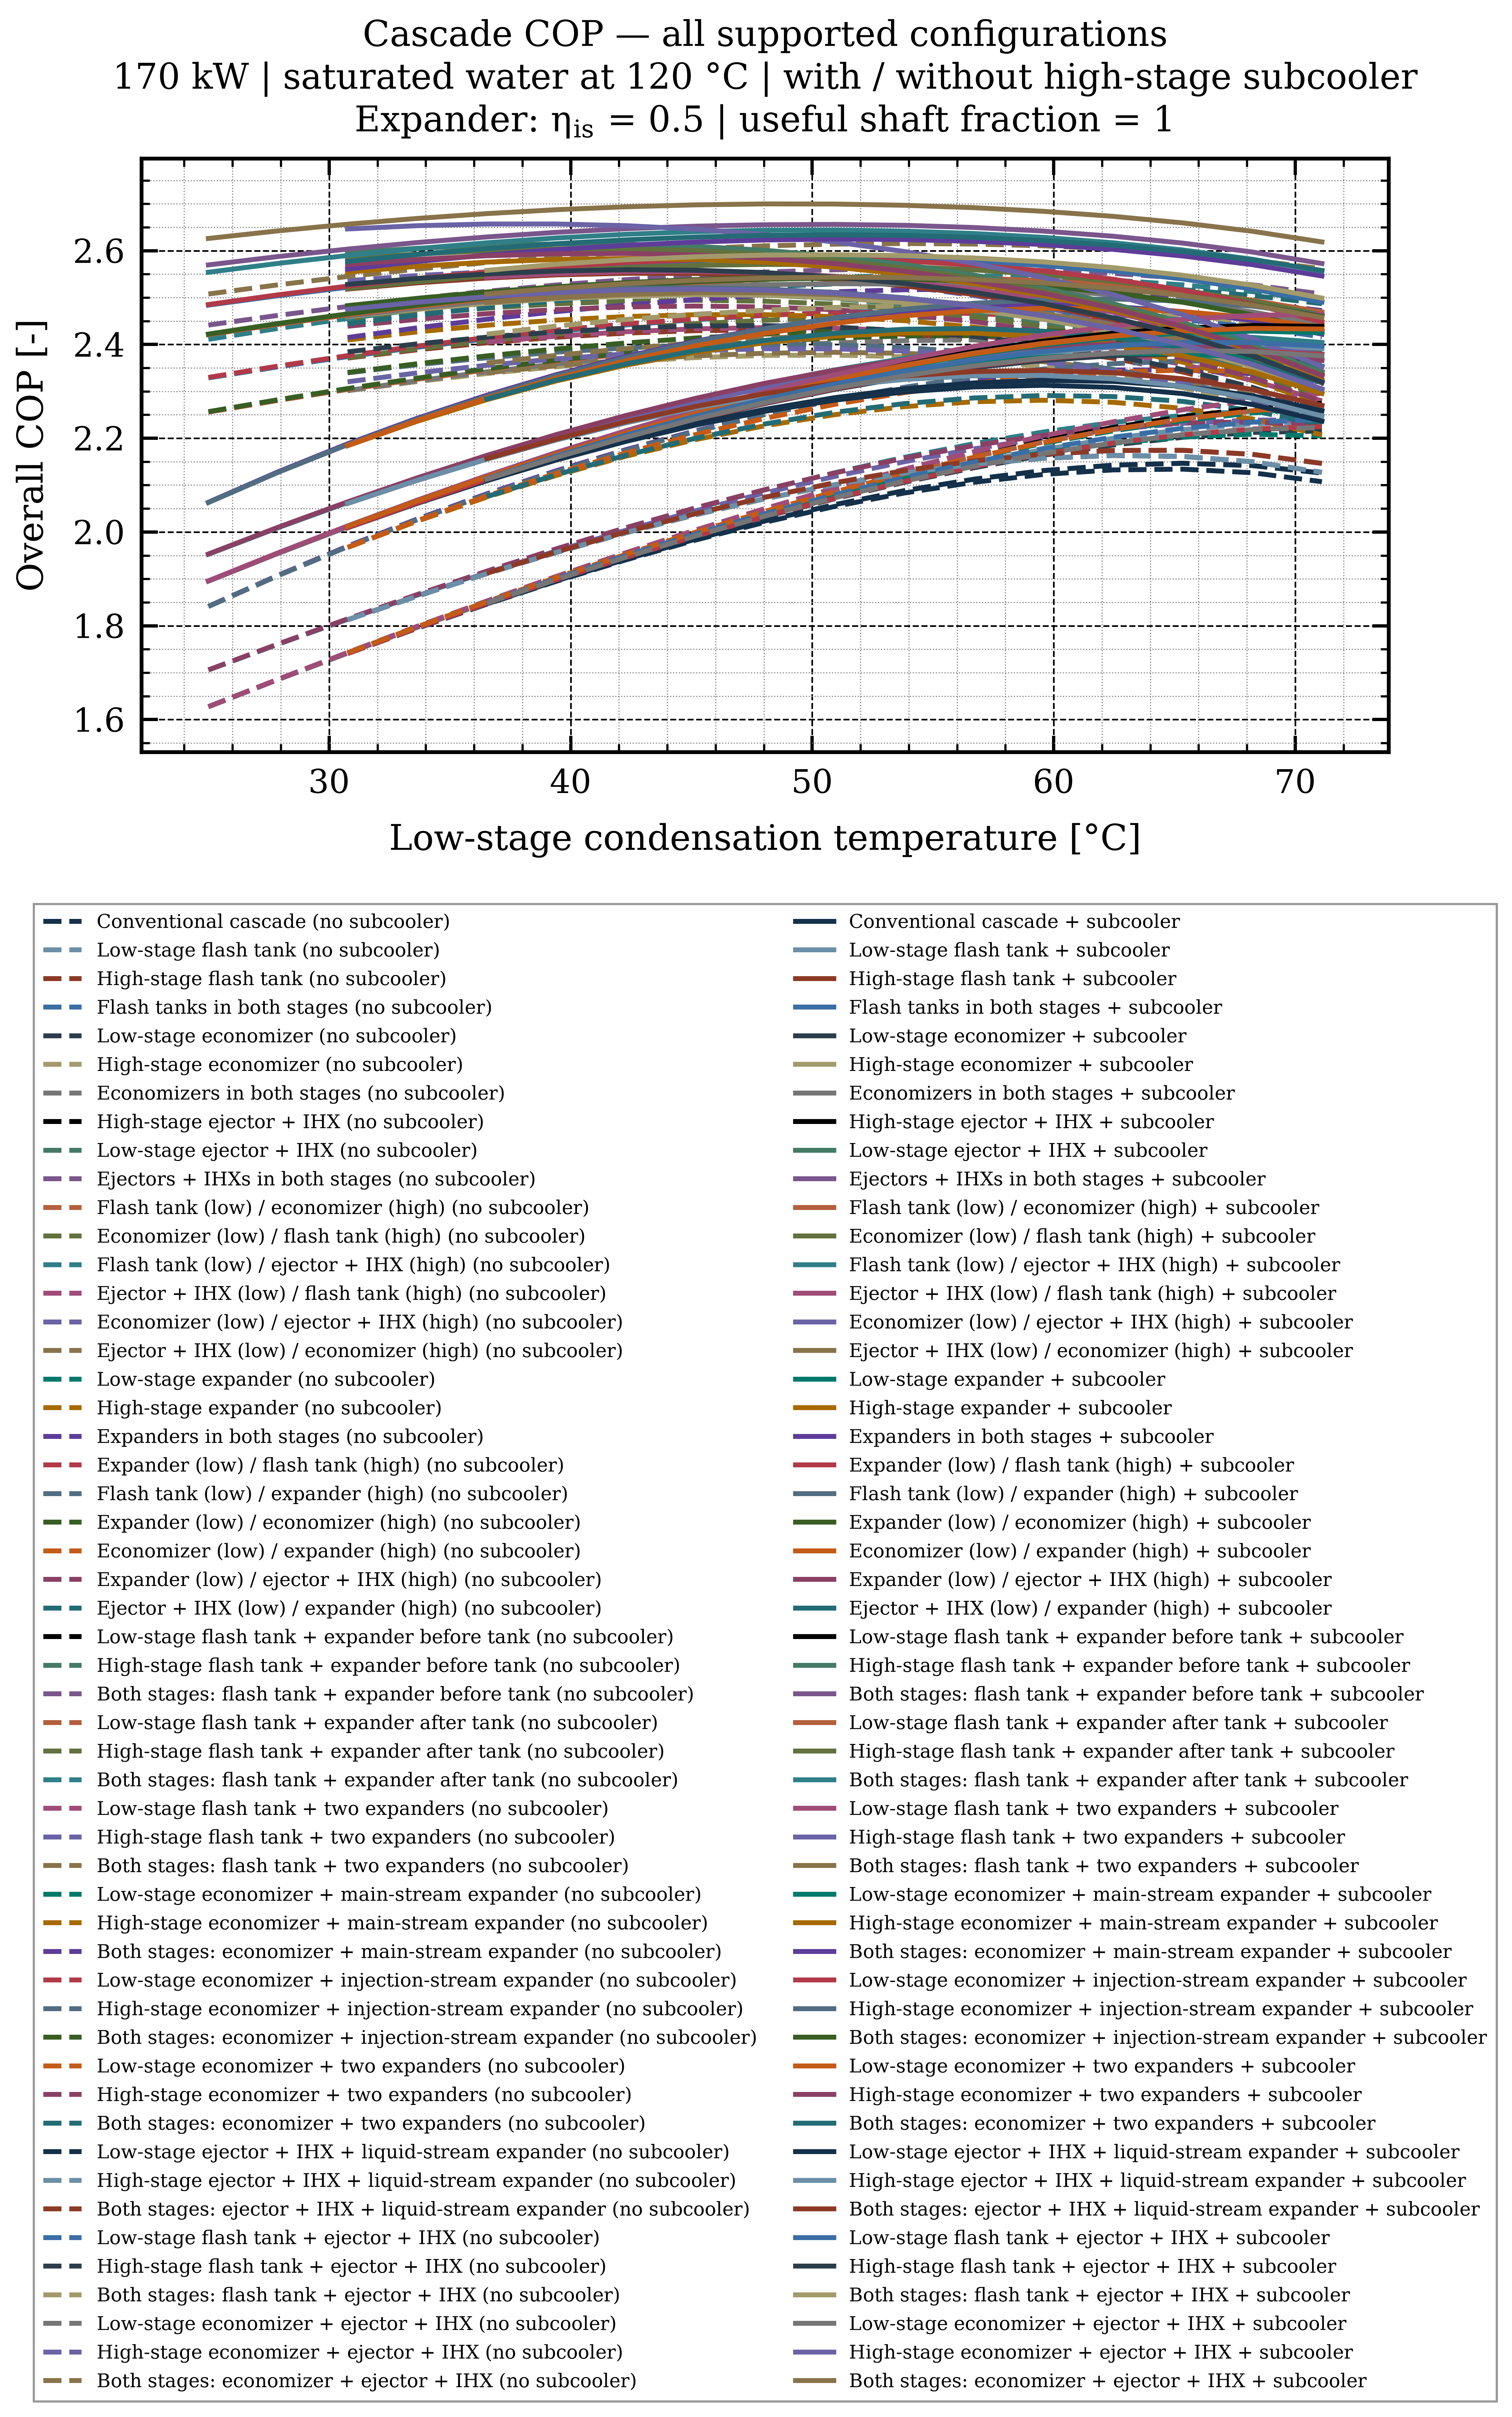 Cascade COP — all supported configurations
170 kW | saturated water at 120 °C | with / without high-stage subcooler
Expander: ηis = 0.5 | useful shaft fraction = 1
Overall COP [-]
2.6
2.4
2.2
2.0
1.8
1.6
30 40 50 60 70
Low-stage condensation temperature [°C]
Conventional cascade (no subcooler)
Low-stage flash tank (no subcooler)
High-stage flash tank (no subcooler)
Flash tanks in both stages (no subcooler)
Low-stage economizer (no subcooler)
High-stage economizer (no subcooler)
Economizers in both stages (no subcooler)
High-stage ejector + IHX (no subcooler)
Low-stage ejector + IHX (no subcooler)
Ejectors + IHXs in both stages (no subcooler)
Flash tank (low) / economizer (high) (no subcooler)
Economizer (low) / flash tank (high) (no subcooler)
Flash tank (low) / ejector + IHX (high) (no subcooler)
Ejector + IHX (low) / flash tank (high) (no subcooler)
Economizer (low) / ejector + IHX (high) (no subcooler)
Ejector + IHX (low) / economizer (high) (no subcooler)
Low-stage expander (no subcooler)
High-stage expander (no subcooler)
Expanders in both stages (no subcooler)
Expander (low) / flash tank (high) (no subcooler)
Flash tank (low) / expander (high) (no subcooler)
Expander (low) / economizer (high) (no subcooler)
Economizer (low) / expander (high) (no subcooler)
Expander (low) / ejector + IHX (high) (no subcooler)
Ejector + IHX (low) / expander (high) (no subcooler)
Low-stage flash tank + expander before tank (no subcooler)
High-stage flash tank + expander before tank (no subcooler)
Both stages: flash tank + expander before tank (no subcooler)
Low-stage flash tank + expander after tank (no subcooler)
High-stage flash tank + expander after tank (no subcooler)
Both stages: flash tank + expander after tank (no subcooler)
Low-stage flash tank + two expanders (no subcooler)
High-stage flash tank + two expanders (no subcooler)
Both stages: flash tank + two expanders (no subcooler)
Low-stage economizer + main-stream expander (no subcooler)
High-stage economizer + main-stream expander (no subcooler)
Both stages: economizer + main-stream expander (no subcooler)
Low-stage economizer + injection-stream expander (no subcooler)
High-stage economizer + injection-stream expander (no subcooler)
Both stages: economizer + injection-stream expander (no subcooler)
Low-stage economizer + two expanders (no subcooler)
High-stage economizer + two expanders (no subcooler)
Both stages: economizer + two expanders (no subcooler)
Low-stage ejector + IHX + liquid-stream expander (no subcooler)
High-stage ejector + IHX + liquid-stream expander (no subcooler)
Both stages: ejector + IHX + liquid-stream expander (no subcooler)
Low-stage flash tank + ejector + IHX (no subcooler)
High-stage flash tank + ejector + IHX (no subcooler)
Both stages: flash tank + ejector + IHX (no subcooler)
Low-stage economizer + ejector + IHX (no subcooler)
High-stage economizer + ejector + IHX (no subcooler)
Both stages: economizer + ejector + IHX (no subcooler)
Conventional cascade + subcooler
Low-stage flash tank + subcooler
High-stage flash tank + subcooler
Flash tanks in both stages + subcooler
Low-stage economizer + subcooler
High-stage economizer + subcooler
Economizers in both stages + subcooler
High-stage ejector + IHX + subcooler
Low-stage ejector + IHX + subcooler
Ejectors + IHXs in both stages + subcooler
Flash tank (low) / economizer (high) + subcooler
Economizer (low) / flash tank (high) + subcooler
Flash tank (low) / ejector + IHX (high) + subcooler
Ejector + IHX (low) / flash tank (high) + subcooler
Economizer (low) / ejector + IHX (high) + subcooler
Ejector + IHX (low) / economizer (high) + subcooler
Low-stage expander + subcooler
High-stage expander + subcooler
Expanders in both stages + subcooler
Expander (low) / flash tank (high) + subcooler
Flash tank (low) / expander (high) + subcooler
Expander (low) / economizer (high) + subcooler
Economizer (low) / expander (high) + subcooler
Expander (low) / ejector + IHX (high) + subcooler
Ejector + IHX (low) / expander (high) + subcooler
Low-stage flash tank + expander before tank + subcooler
High-stage flash tank + expander before tank + subcooler
Both stages: flash tank + expander before tank + subcooler
Low-stage flash tank + expander after tank + subcooler
High-stage flash tank + expander after tank + subcooler
Both stages: flash tank + expander after tank + subcooler
Low-stage flash tank + two expanders + subcooler
High-stage flash tank + two expanders + subcooler
Both stages: flash tank + two expanders + subcooler
Low-stage economizer + main-stream expander + subcooler
High-stage economizer + main-stream expander + subcooler
Both stages: economizer + main-stream expander + subcooler
Low-stage economizer + injection-stream expander + subcooler
High-stage economizer + injection-stream expander + subcooler
Both stages: economizer + injection-stream expander + subcooler
Low-stage economizer + two expanders + subcooler
High-stage economizer + two expanders + subcooler
Both stages: economizer + two expanders + subcooler
Low-stage ejector + IHX + liquid-stream expander + subcooler
High-stage ejector + IHX + liquid-stream expander + subcooler
Both stages: ejector + IHX + liquid-stream expander + subcooler
Low-stage flash tank + ejector + IHX + subcooler
High-stage flash tank + ejector + IHX + subcooler
Both stages: flash tank + ejector + IHX + subcooler
Low-stage economizer + ejector + IHX + subcooler
High-stage economizer + ejector + IHX + subcooler
Both stages: economizer + ejector + IHX + subcooler